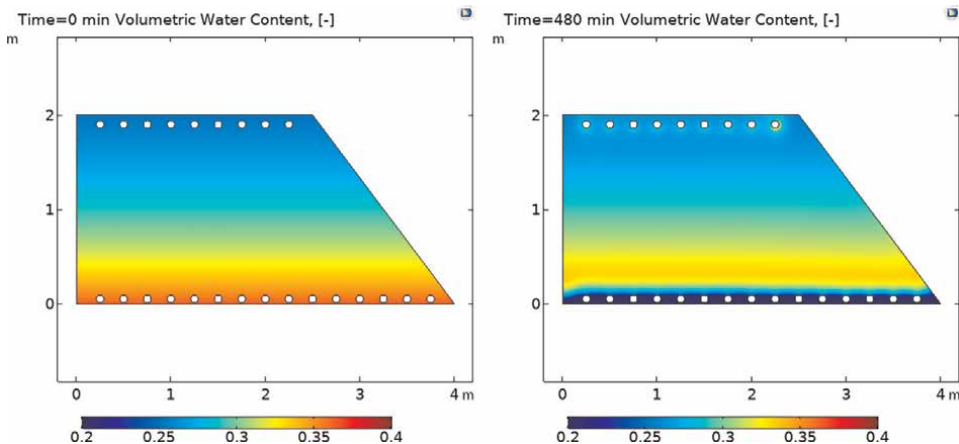 Time=0 min Volumetric Water Content, [-]
m
2
1
0
0 1 2 3 4 m
0.2 0.25 0.3 0.35 0.4
Time=480 min Volumetric Water Content, [-]
m
2
1
0
0 1 2 3 4 m
0.2 0.25 0.3 0.35 0.4